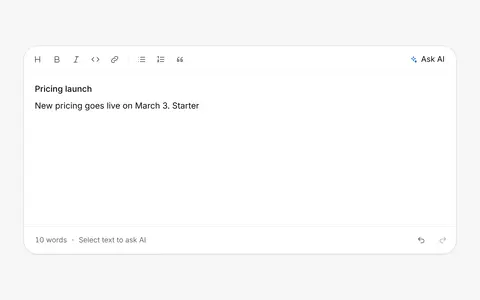 H B I Ask AI
Pricing launch
New pricing goes live on March 3. Starter
10 words · Select text to ask AI